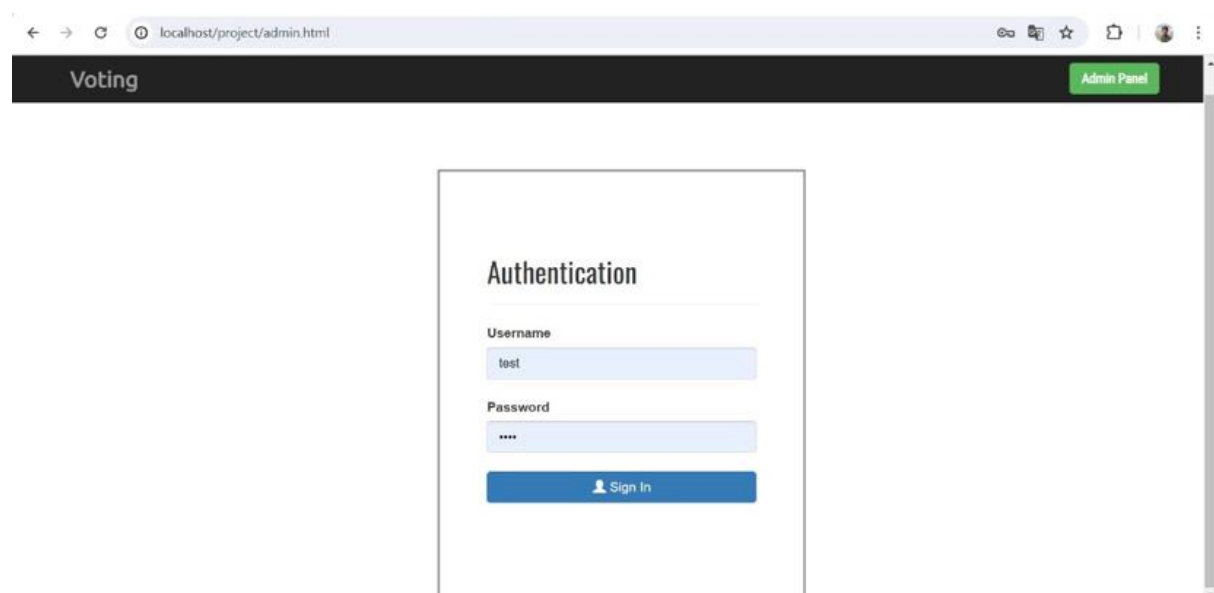 localhost/project/admin.html
Voting
Admin Panel
Authentication
Username
test
Password
••••
Sign In